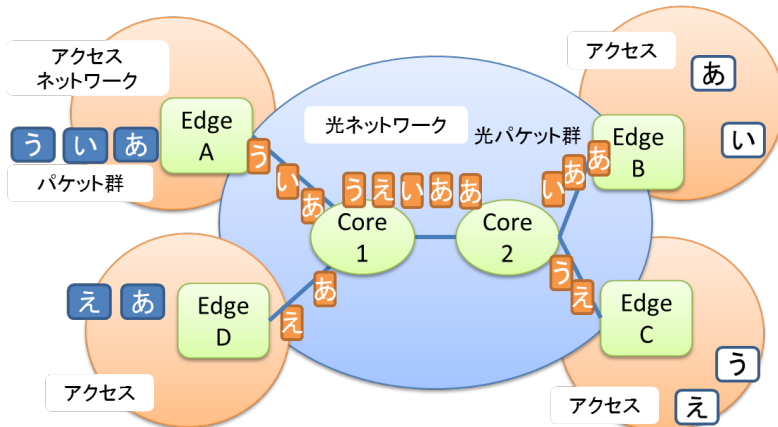 アクセス
ネットワーク
Edge
A
う い あ
パケット群
う
い
あ
光ネットワーク
う え い あ あ
Core
1
Core
2
光パケット群
い
あ
あ
アクセス
あ
い
Edge
B
え あ
Edge
D
アクセス
あ
え
う
え
Edge
C
う
え
アクセス